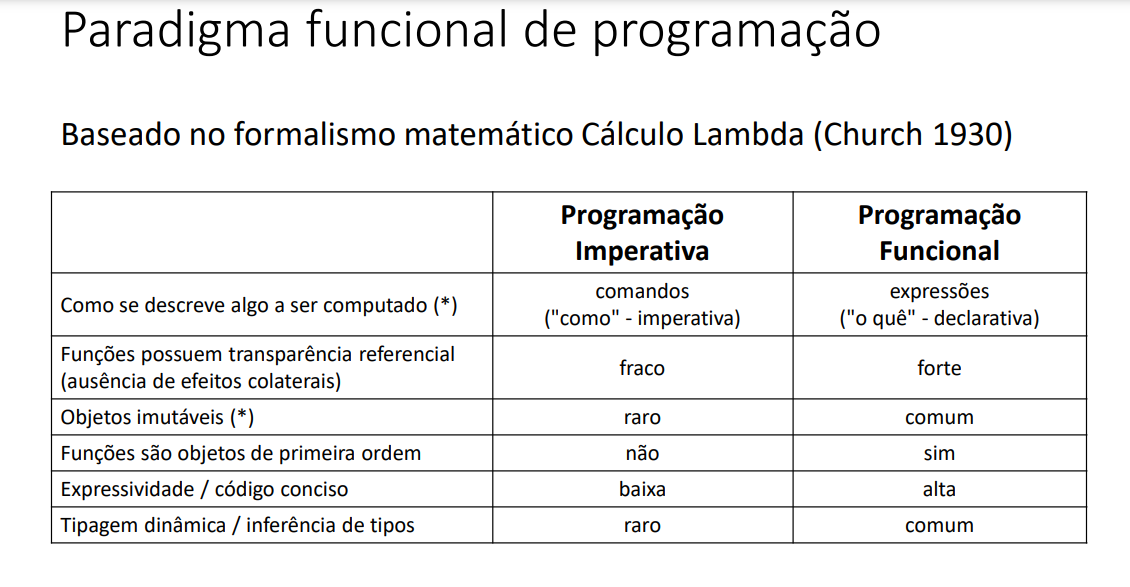 Paradigma funcional de programação
Baseado no formalismo matemático Cálculo Lambda (Church 1930)
Programação
Imperativa
Programação
Funcional
Como se descreve algo a ser computado (*)
comandos
("como" - imperativa)
expressões
("o quê" - declarativa)
Funções possuem transparência referencial
(ausência de efeitos colaterais)
fraco
forte
Objetos imutáveis (*)
raro
comum
Funções são objetos de primeira ordem
não
sim
Expressividade / código conciso
baixa
alta
Tipagem dinâmica / inferência de tipos
raro
comum